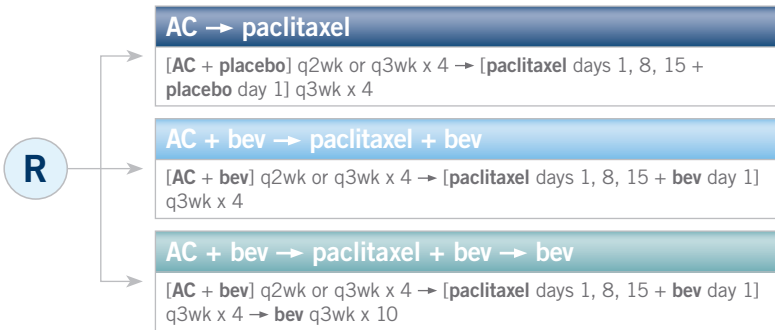 AC → paclitaxel
[AC + placebo] q2wk or q3wk x 4 → [paclitaxel days 1, 8, 15 +
placebo day 1] q3wk x 4
R
AC + bev → paclitaxel + bev
[AC + bev] q2wk or q3wk x 4 → [paclitaxel days 1, 8, 15 + bev day 1]
q3wk x 4
AC + bev → paclitaxel + bev → bev
[AC + bev] q2wk or q3wk x 4 → [paclitaxel days 1, 8, 15 + bev day 1]
q3wk x 4 → bev q3wk x 10